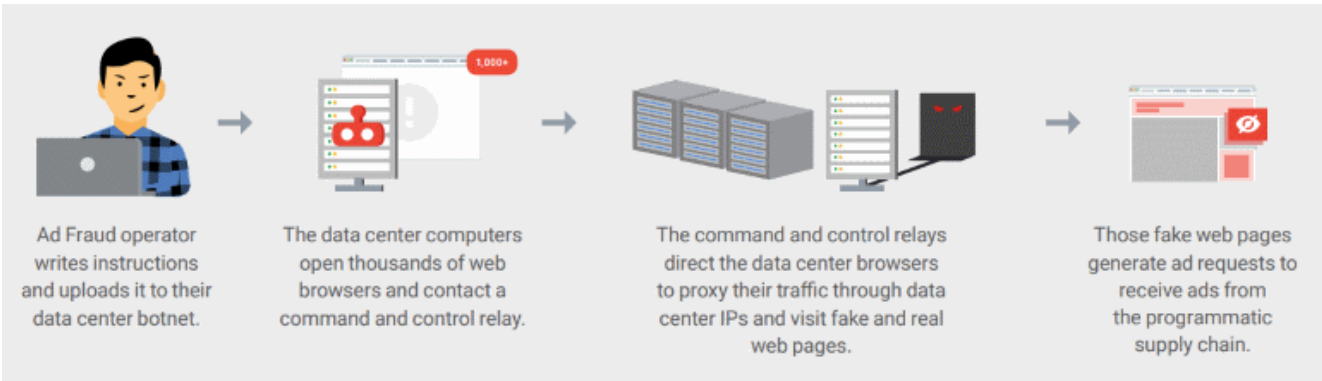 1,000+
Ad Fraud operator
writes instructions
and uploads it to their
data center botnet.
The data center computers
open thousands of web
browsers and contact a
command and control relay.
The command and control relays
direct the data center browsers
to proxy their traffic through data
center IPs and visit fake and real
web pages.
Those fake web pages
generate ad requests to
receive ads from
the programmatic
supply chain.